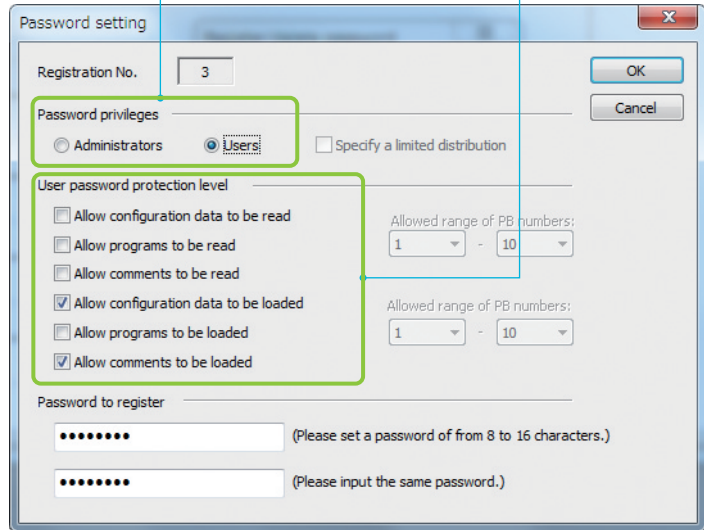 Password setting
Registration No. 3
OK
Password privileges
Cancel
Administrators Users Specify a limited distribution
User password protection level
Allow configuration data to be read
Allowed range of PB numbers:
Allow programs to be read
1 - 10
Allow comments to be read
Allow configuration data to be loaded
Allowed range of PB numbers:
Allow programs to be loaded
1 - 10
Allow comments to be loaded
Password to register
•••••••• (Please set a password of from 8 to 16 characters.)
•••••••• (Please input the same password.)